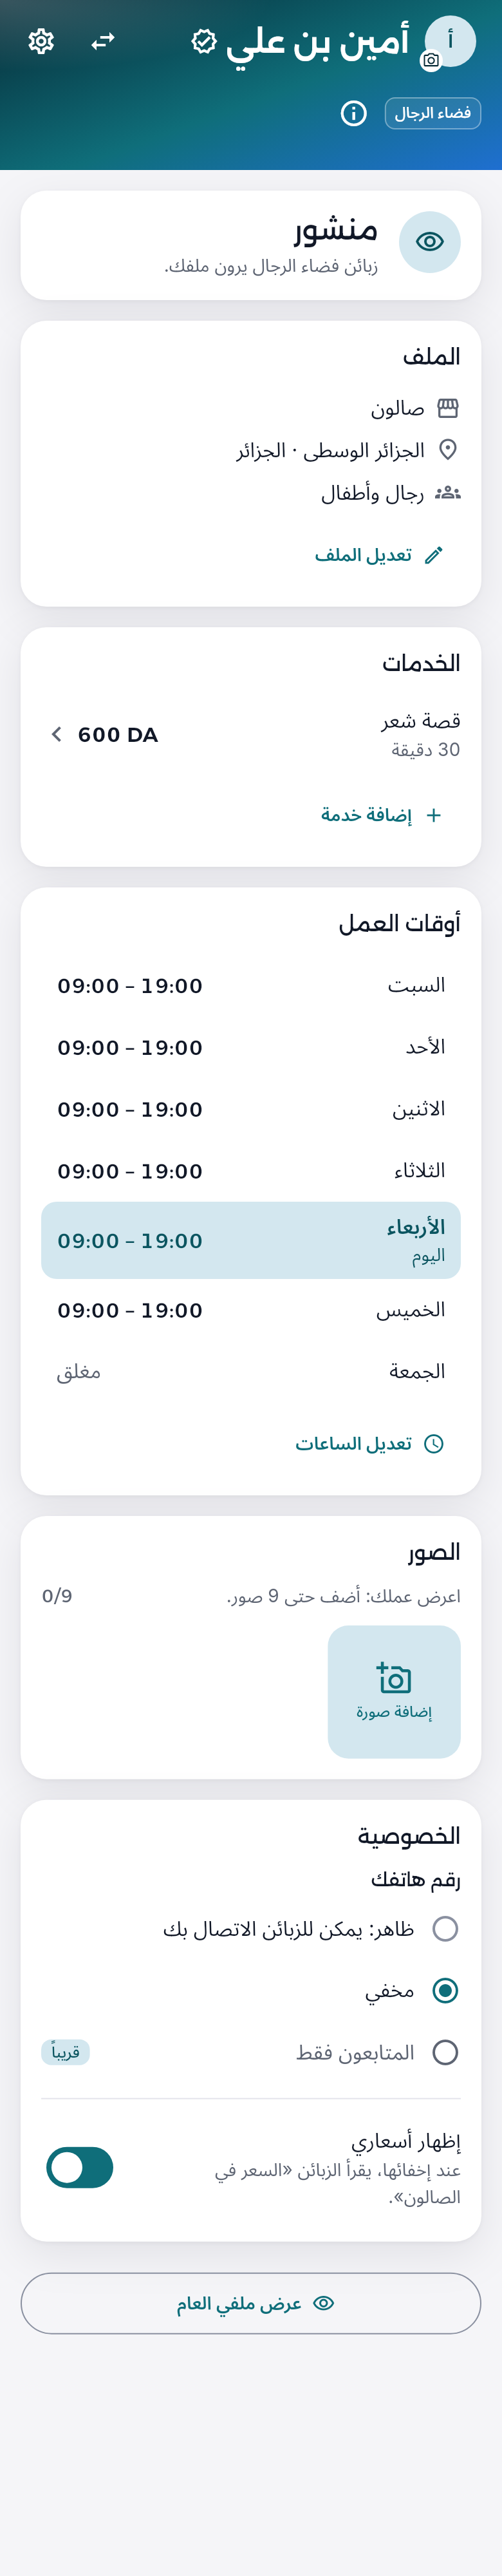 أ
أمين بن علي
فضاء الرجال
منشور
زبائن فضاء الرجال يرون ملفك.
الملف
صالون
الجزائر الوسطى · الجزائر
رجال وأطفال
تعديل الملف
الخدمات
قصة شعر
600 DA
30 دقيقة
إضافة خدمة
أوقات العمل
السبت 09:00 – 19:00
الأحد 09:00 – 19:00
الاثنين 09:00 – 19:00
الثلاثاء 09:00 – 19:00
الأربعاء 09:00 – 19:00
اليوم
الخميس 09:00 – 19:00
الجمعة مغلق
تعديل الساعات
الصور
اعرض عملك: أضف حتى 9 صور. 0/9
إضافة صورة
الخصوصية
رقم هاتفك
ظاهر: يمكن للزبائن الاتصال بك
مخفي
المتابعون فقط قريباً
إظهار أسعاري
عند إخفائها، يقرأ الزبائن «السعر في
الصالون».
عرض ملفي العام